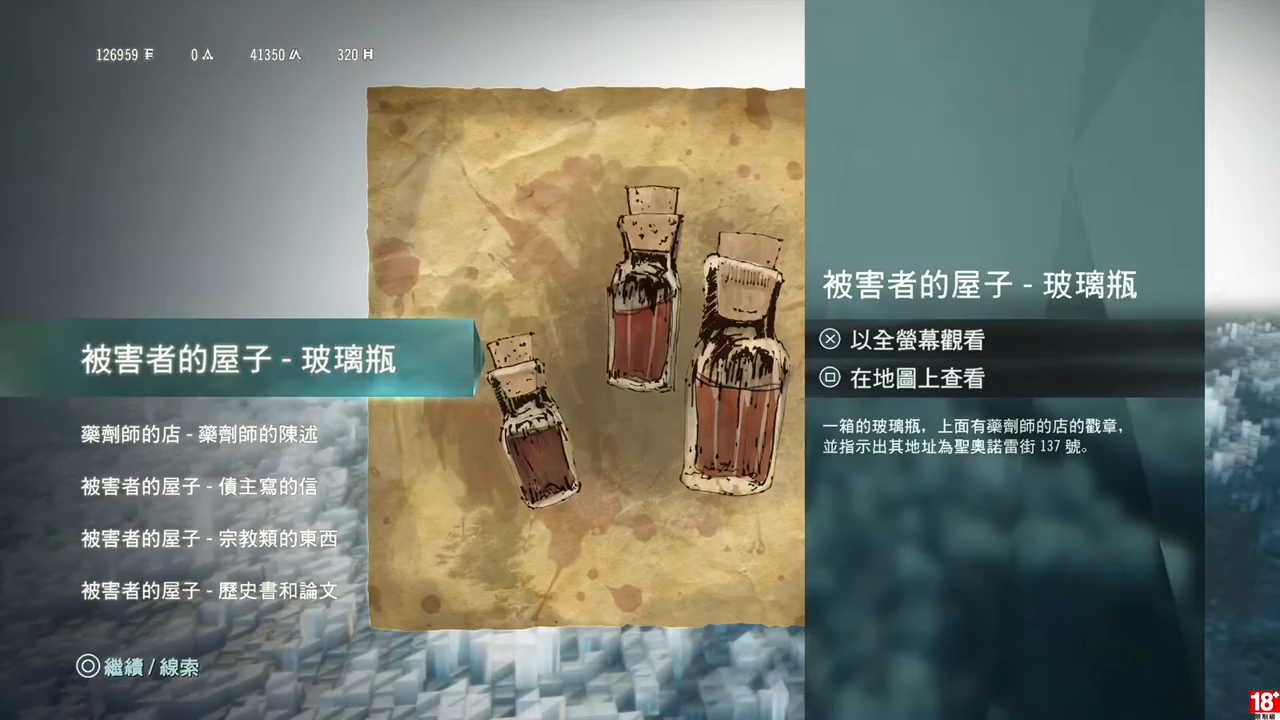 126959 0 41350 320
被害者的屋子 - 玻璃瓶
藥劑師的店 - 藥劑師的陳述
被害者的屋子 - 債主寫的信
被害者的屋子 - 宗教類的東西
被害者的屋子 - 歷史書和論文
繼續 / 線索
被害者的屋子 - 玻璃瓶
以全螢幕觀看
在地圖上查看
一箱的玻璃瓶，上面有藥劑師的店的戳章，
並指示出其地址為聖奧諾雷街 137 號。
18+
限制級